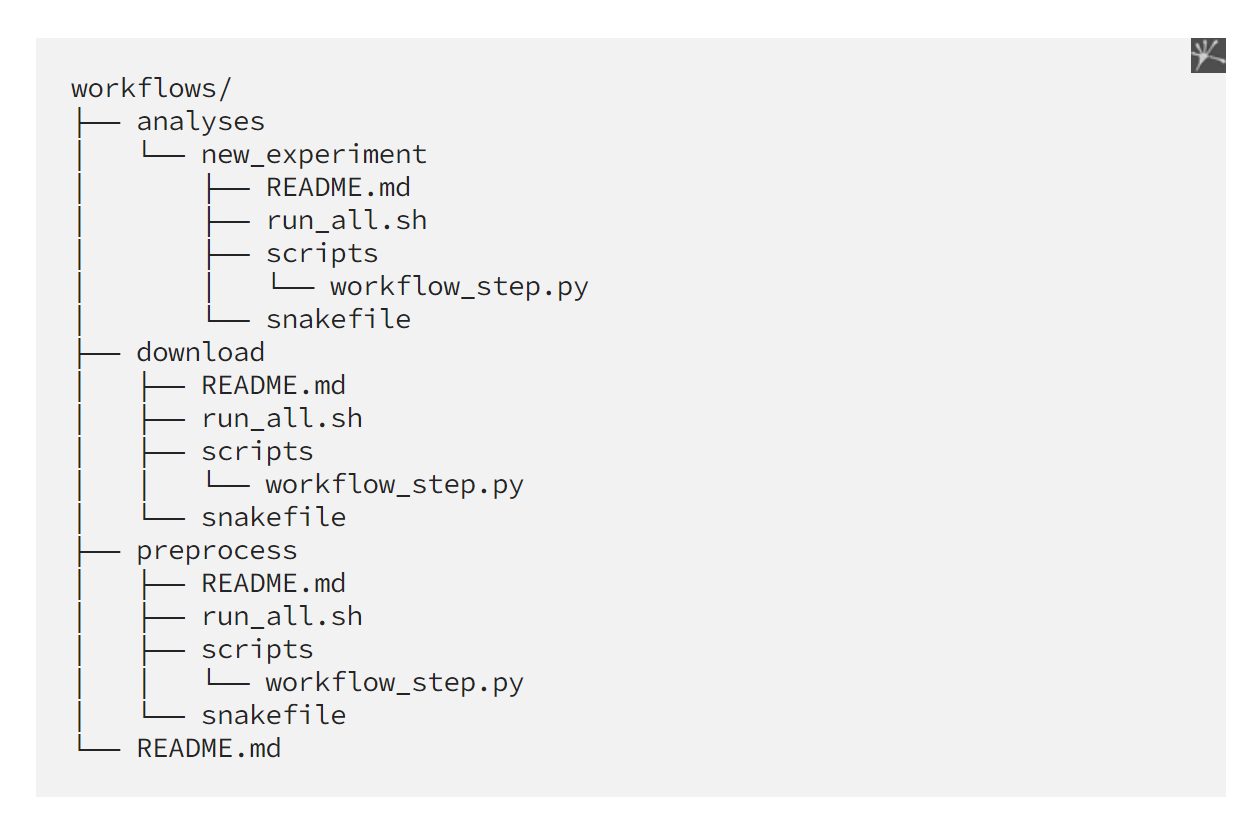 workflows/
├── analyses
│   └── new_experiment
│       ├── README.md
│       ├── run_all.sh
│       ├── scripts
│       │   └── workflow_step.py
│       └── snakefile
├── download
│   ├── README.md
│   ├── run_all.sh
│   ├── scripts
│   │   └── workflow_step.py
│   └── snakefile
├── preprocess
│   ├── README.md
│   ├── run_all.sh
│   ├── scripts
│   │   └── workflow_step.py
│   └── snakefile
└── README.md